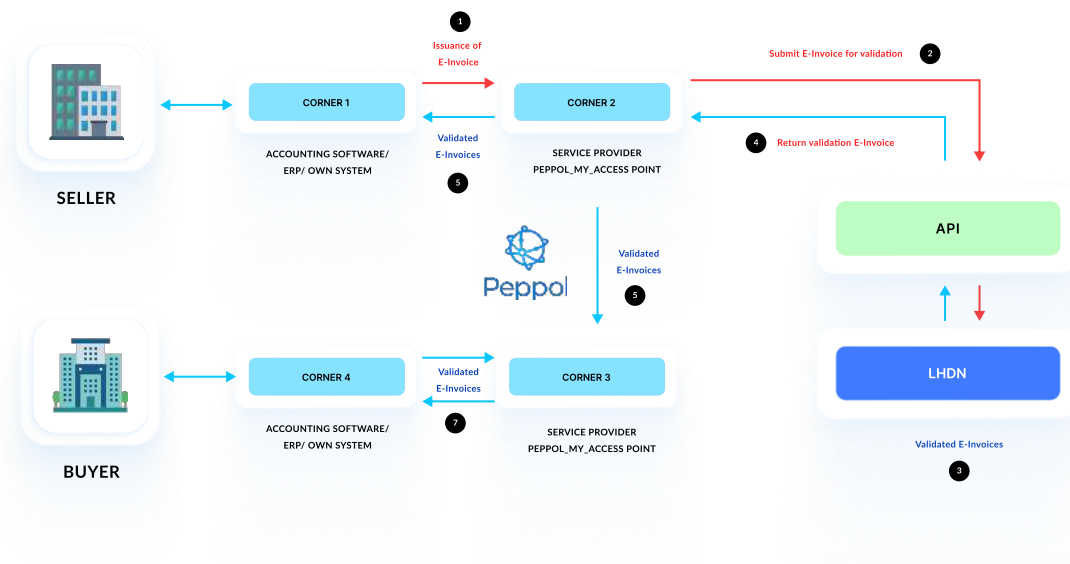 1
Issuance of
E-Invoice
Submit E-Invoice for validation
2
CORNER 1
CORNER 2
Validated
E-Invoices
5
4
Return validation E-Invoice
ACCOUNTING SOFTWARE/
ERP/ OWN SYSTEM
SERVICE PROVIDER
PEPPOL_MY_ACCESS POINT
SELLER
API
Peppol
Validated
E-Invoices
5
CORNER 4
Validated
E-Invoices
7
CORNER 3
LHDN
ACCOUNTING SOFTWARE/
ERP/ OWN SYSTEM
SERVICE PROVIDER
PEPPOL_MY_ACCESS POINT
Validated E-Invoices
3
BUYER